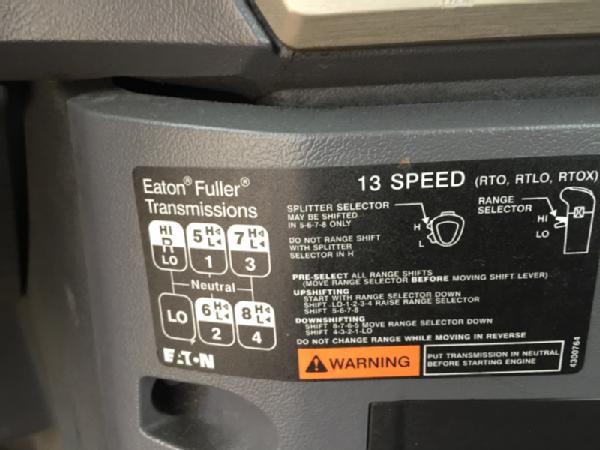 Eaton® Fuller®
Transmissions
13 SPEED (RTO, RTLO, RTOX)
SPLITTER SELECTOR
MAY BE SHIFTED
IN 5-6-7-8 ONLY
DO NOT RANGE SHIFT
WITH SPLITTER
SELECTOR IN H
H
L
RANGE
SELECTOR
HI
LO
HI
R
LO
5 H
L
1
7 H
L
3
Neutral
LO
6 H
L
2
8 H
L
4
EATON
PRE-SELECT ALL RANGE SHIFTS
(MOVE RANGE SELECTOR BEFORE MOVING SHIFT LEVER)
UPSHIFTING
START WITH RANGE SELECTOR DOWN
SHIFT LO-1-2-3-4 RAISE RANGE SELECTOR
SHIFT 5-6-7-8
DOWNSHIFTING
SHIFT 8-7-6-5 MOVE RANGE SELECTOR DOWN
SHIFT 4-3-2-1-LO
DO NOT CHANGE RANGE WHILE MOVING IN REVERSE
WARNING
PUT TRANSMISSION IN NEUTRAL
BEFORE STARTING ENGINE
4300764